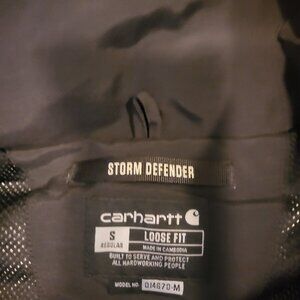 STORM DEFENDER
carhartt
S
REGULAR
LOOSE FIT
MADE IN CAMBODIA
BUILT TO SERVE AND PROTECT
ALL HARDWORKING PEOPLE
MODEL NO.